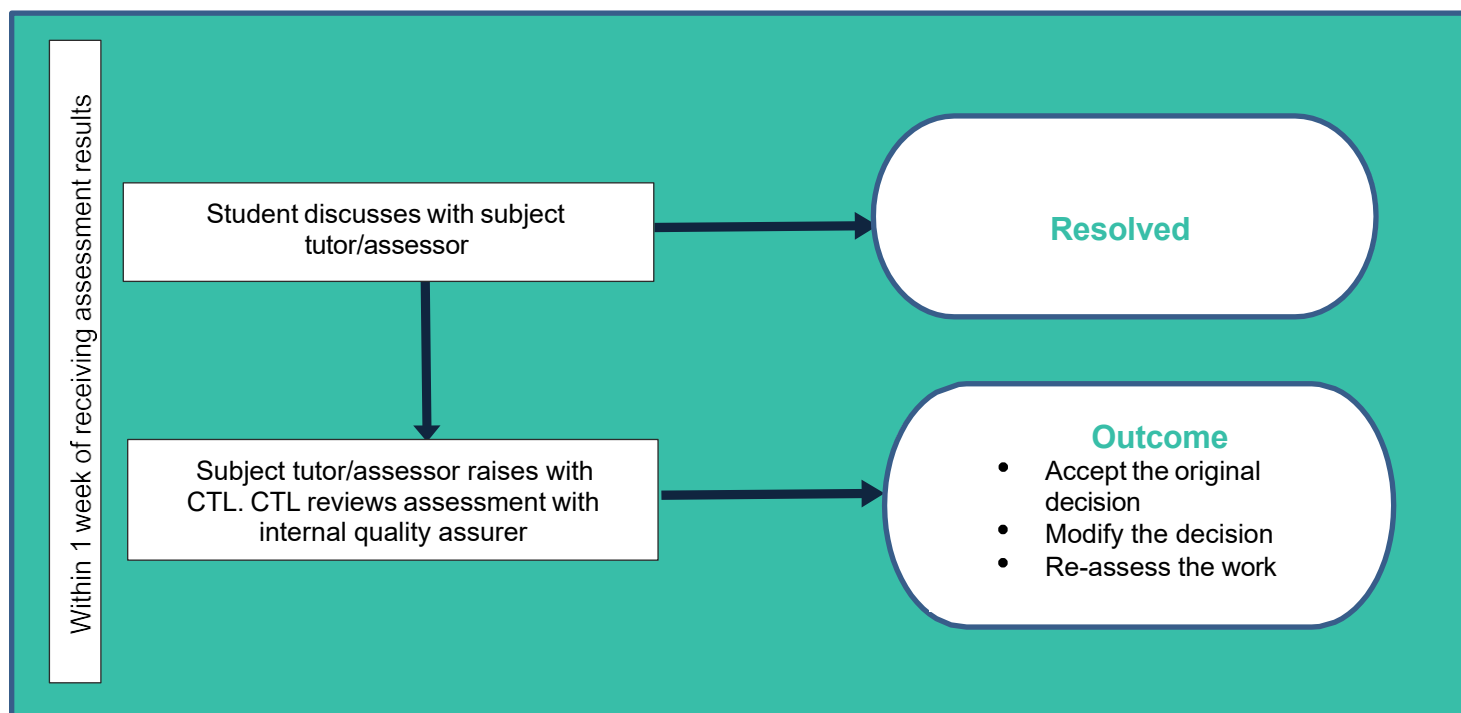 Within 1 week of receiving assessment results
Student discusses with subject
tutor/assessor
Resolved
Subject tutor/assessor raises with
CTL. CTL reviews assessment with
internal quality assurer
Outcome
• Accept the original
decision
• Modify the decision
• Re-assess the work